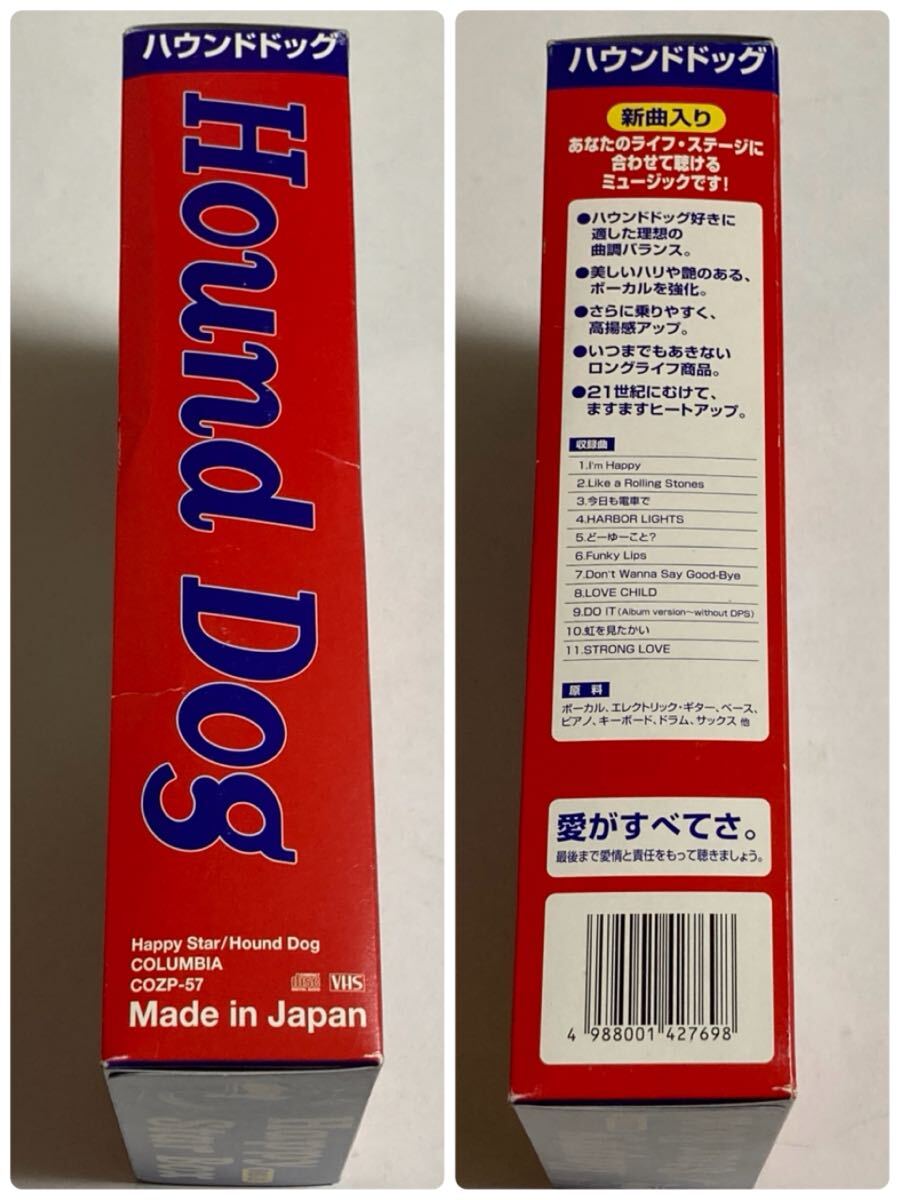 ハウンドドッグ
Hound Dog
Happy Star/Hound Dog
COLUMBIA
COZP-57
VHS
Made in Japan
ハウンドドッグ
新曲入り
あなたのライフ・ステージに
合わせて聴ける
ミュージックです!
●ハウンドドッグ好きに
適した理想の
曲調バランス。
●美しいハリや艶のある、
ボーカルを強化。
●さらに乗りやすく、
高揚感アップ。
●いつまでもあきない
ロングライフ商品。
●21世紀にむけて、
ますますヒートアップ。
収録曲
1.I'm Happy
2.Like a Rolling Stones
3.今日も電車で
4.HARBOR LIGHTS
5.どーゆーこと?
6.Funky Lips
7.Don't Wanna Say Good-Bye
8.LOVE CHILD
9.DO IT (Album version〜without DPS)
10.虹を見たかい
11.STRONG LOVE
原料
ボーカル、エレクトリック・ギター、ベース、
ピアノ、キーボード、ドラム、サックス 他
愛がすべてさ。
最後まで愛情と責任をもって聴きましょう。
4 988001 427698